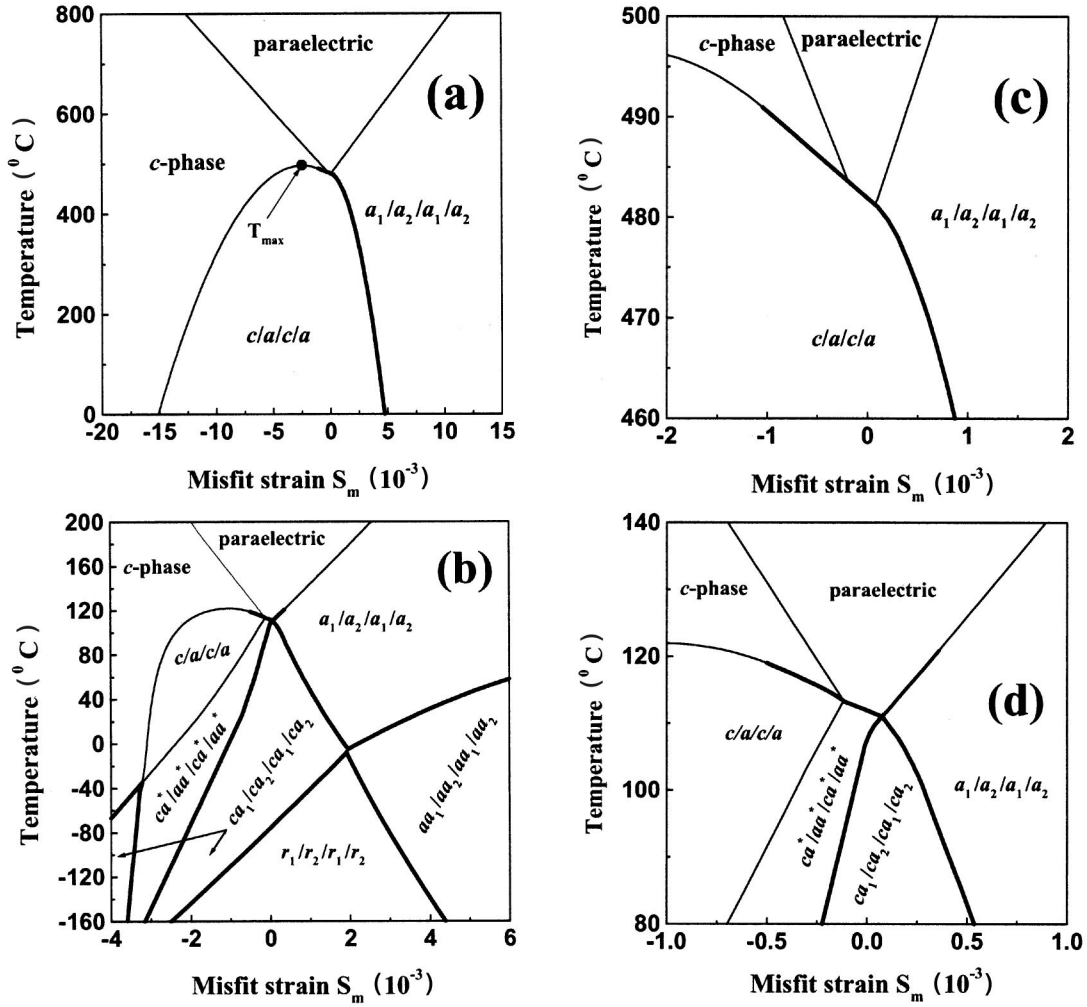 800
600
400
200
0
Temperature ( ⁰ C )
-20 -15 -10 -5 0 5 10 15
Misfit strain Sₘ (10⁻³)
paraelectric
(a)
c-phase
a₁/a₂/a₁/a₂
Tₘₐₓ
c/a/c/a
500
490
480
470
460
Temperature ( ⁰ C )
-2 -1 0 1 2
Misfit strain Sₘ (10⁻³)
c-phase
paraelectric
(c)
a₁/a₂/a₁/a₂
c/a/c/a
200
160
120
80
40
0
-40
-80
-120
-160
Temperature ( ⁰ C )
-4 -2 0 2 4 6
Misfit strain Sₘ (10⁻³)
paraelectric
c-phase
(b)
a₁/a₂/a₁/a₂
c/a/c/a
ca*/aa*/ca*/aa*
ca₁/ca₂/ca₁/ca₂
aa₁/aa₂/aa₁/aa₂
r₁/r₂/r₁/r₂
140
120
100
80
Temperature ( ⁰ C )
-1.0 -0.5 0.0 0.5 1.0
Misfit strain Sₘ (10⁻³)
c-phase
paraelectric
(d)
c/a/c/a
ca*/aa*/ca*/aa*
ca₁/ca₂/ca₁/ca₂
a₁/a₂/a₁/a₂